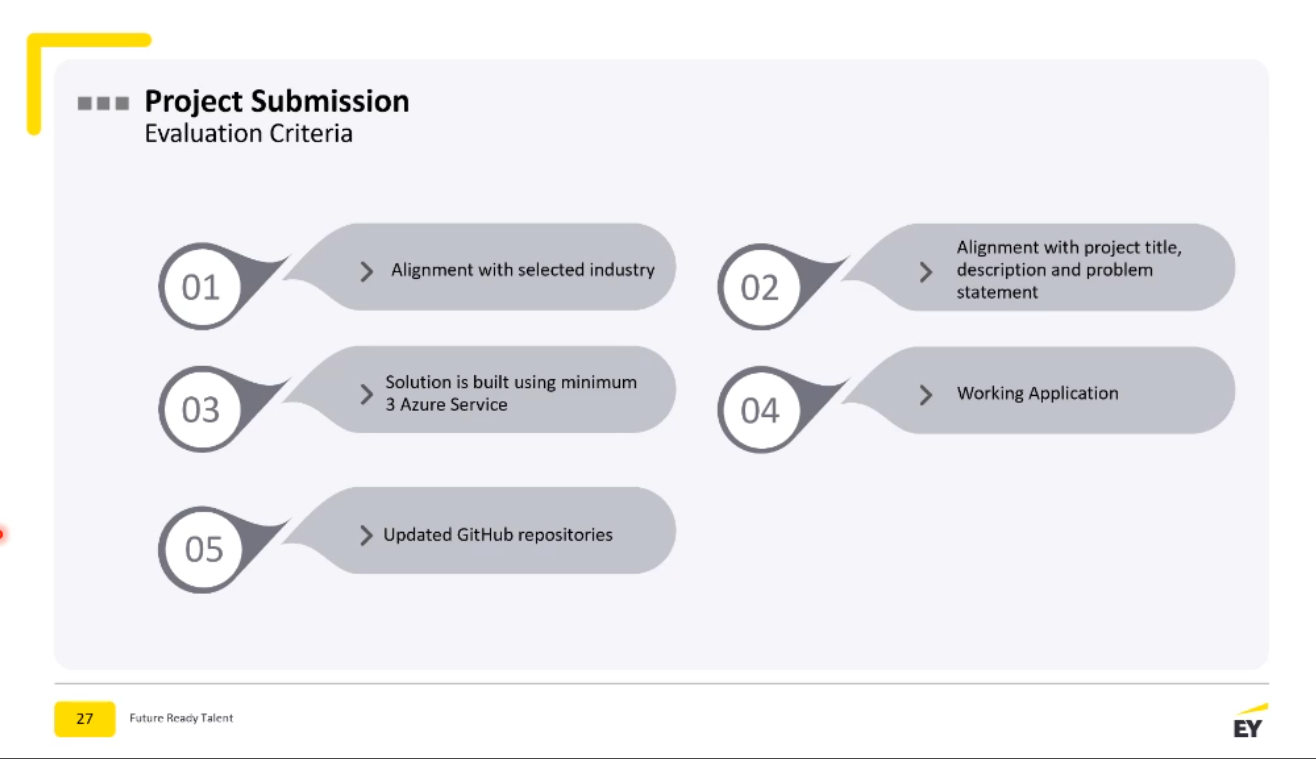 Project Submission
Evaluation Criteria
01
Alignment with selected industry
02
Alignment with project title,
description and problem
statement
03
Solution is built using minimum
3 Azure Service
04
Working Application
05
Updated GitHub repositories
27
Future Ready Talent
EY